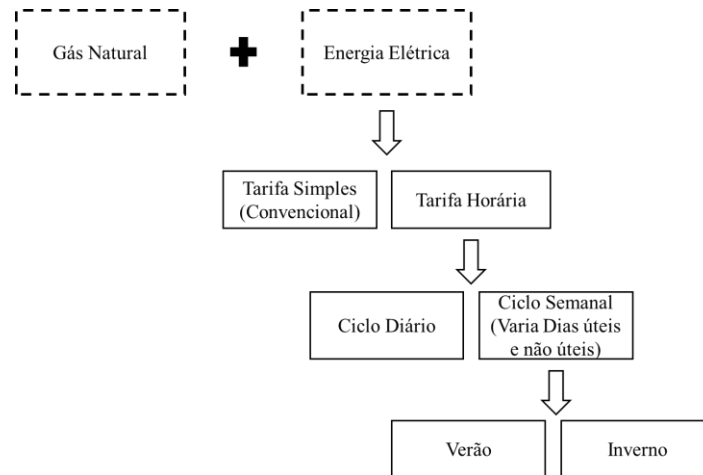 Gás Natural
Energia Elétrica
Tarifa Simples
(Convencional)
Tarifa Horária
Ciclo Diário
Ciclo Semanal
(Varia Dias úteis
e não úteis)
Verão
Inverno